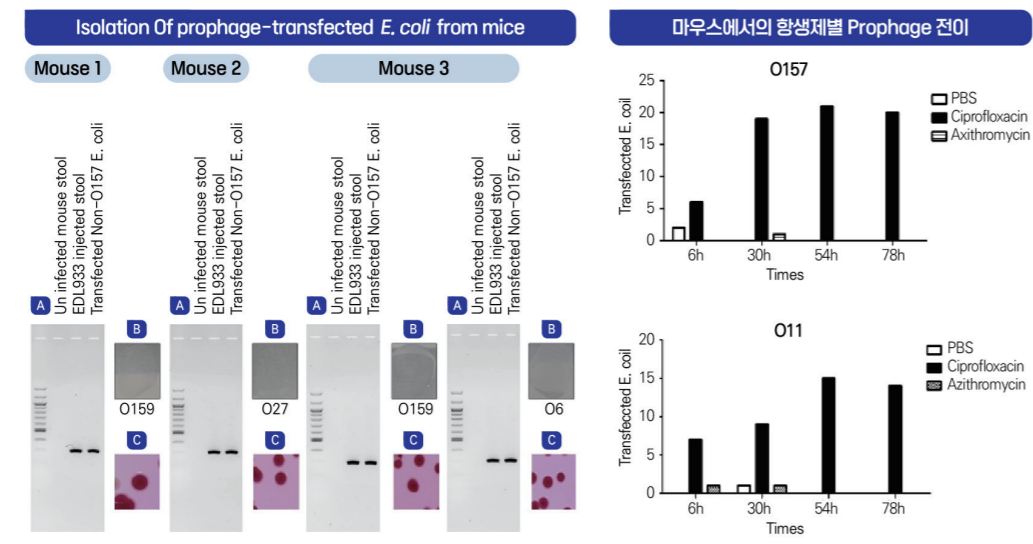 Isolation Of prophage-transfected E. coli from mice
Mouse 1
Mouse 2
Mouse 3
A
Un infected mouse stool
EDL933 injected stool
Transfected Non-O157 E. coli
B
O159
C
A
Un infected mouse stool
EDL933 injected stool
Transfected Non-O157 E. coli
B
O27
C
A
Un infected mouse stool
EDL933 injected stool
Transfected Non-O157 E. coli
B
O159
C
A
Un infected mouse stool
EDL933 injected stool
Transfected Non-O157 E. coli
B
O6
C
마우스에서의 항생제별 Prophage 전이
O157
Transfeccted E. coil
25
20
15
10
5
0
6h 30h 54h 78h
Times
PBS
Ciprofloxacin
Axithromycin
O11
Transfeccted E. coil
20
15
10
5
0
6h 30h 54h 78h
Times
PBS
Ciprofloxacin
Azithromycin